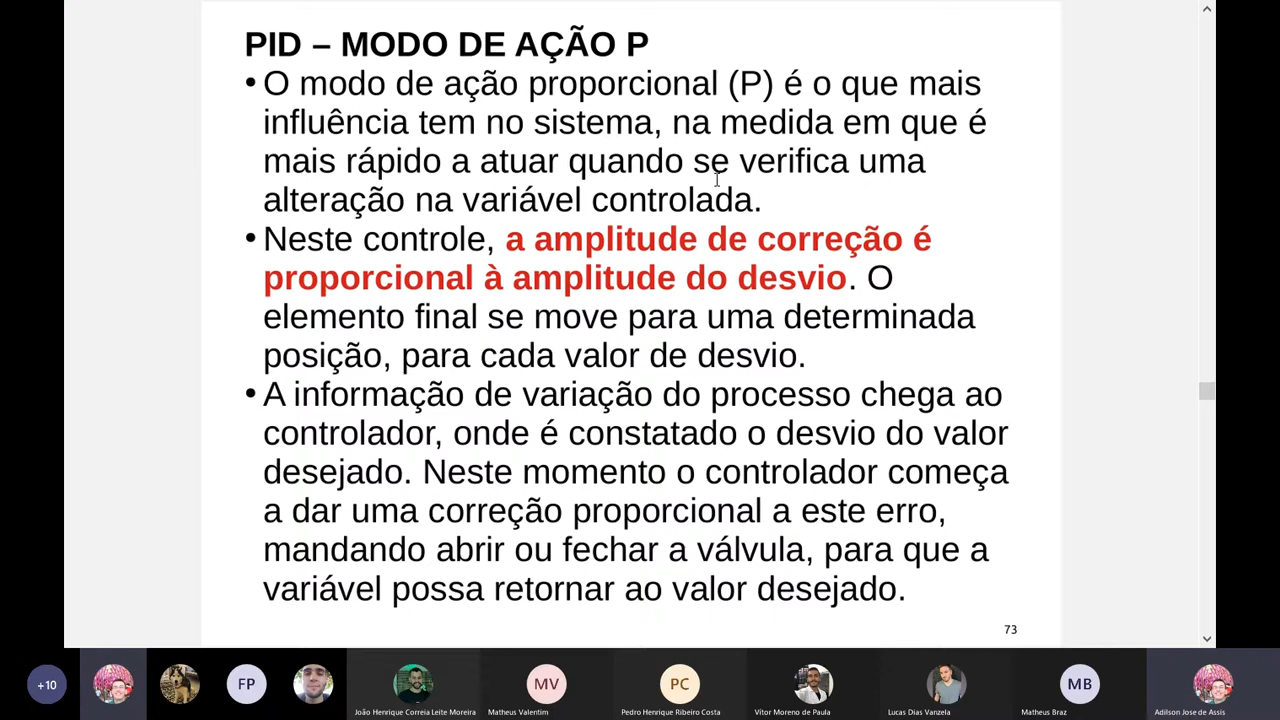 PID – MODO DE AÇÃO P
•O modo de ação proporcional (P) é o que mais
influência tem no sistema, na medida em que é
mais rápido a atuar quando se verifica uma
alteração na variável controlada.
•Neste controle, a amplitude de correção é
proporcional à amplitude do desvio. O
elemento final se move para uma determinada
posição, para cada valor de desvio.
•A informação de variação do processo chega ao
controlador, onde é constatado o desvio do valor
desejado. Neste momento o controlador começa
a dar uma correção proporcional a este erro,
mandando abrir ou fechar a válvula, para que a
variável possa retornar ao valor desejado.
73
+10
FP
MV
PC
MB
João Henrique Correia Leite Moreira
Matheus Valentim
Pedro Henrique Ribeiro Costa
Vítor Moreno de Paula
Lucas Dias Vanzela
Matheus Braz
Adilson Jose de Assis